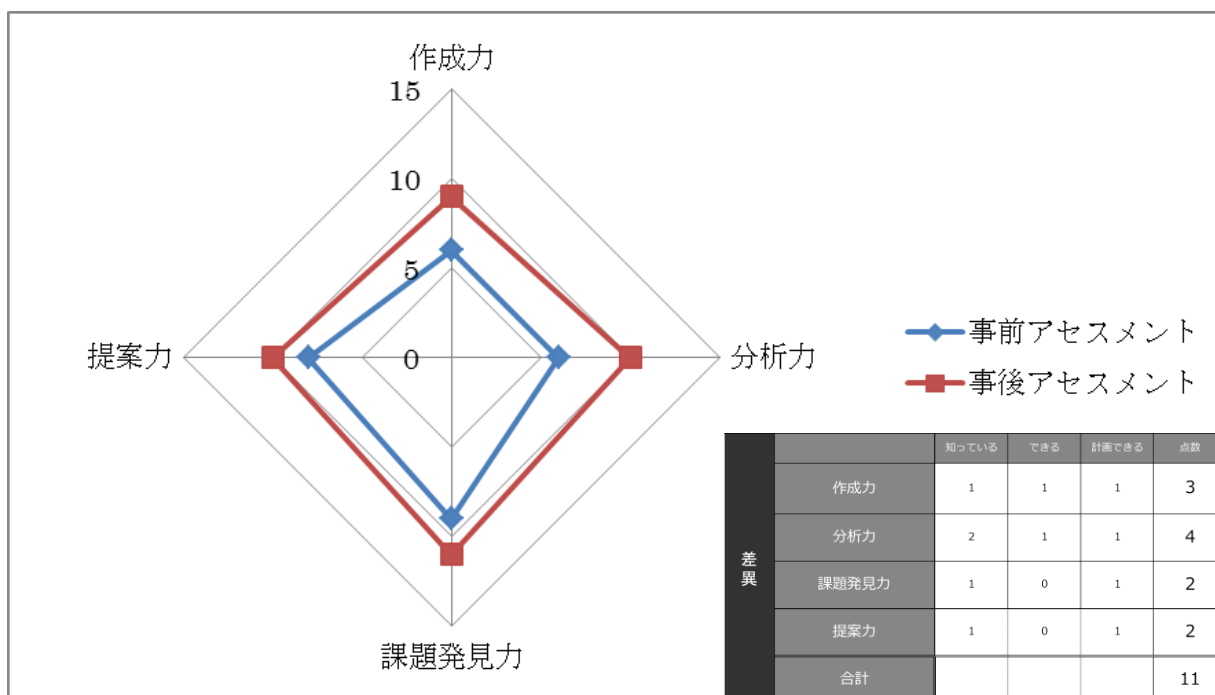 作成力
15
10
5
0
提案力
分析力
課題発見力
事前アセスメント
事後アセスメント
差異
知っている できる 計画できる 点数
作成力 1 1 1 3
分析力 2 1 1 4
課題発見力 1 0 1 2
提案力 1 0 1 2
合計 11